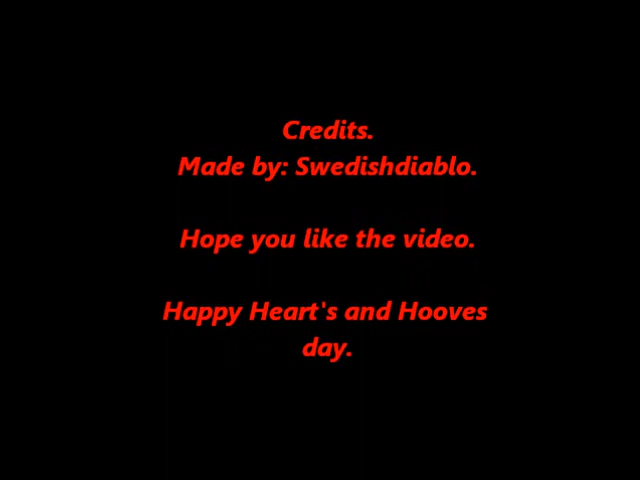 Credits.
Made by: Swedishdiablo.
Hope you like the video.
Happy Heart's and Hooves
day.